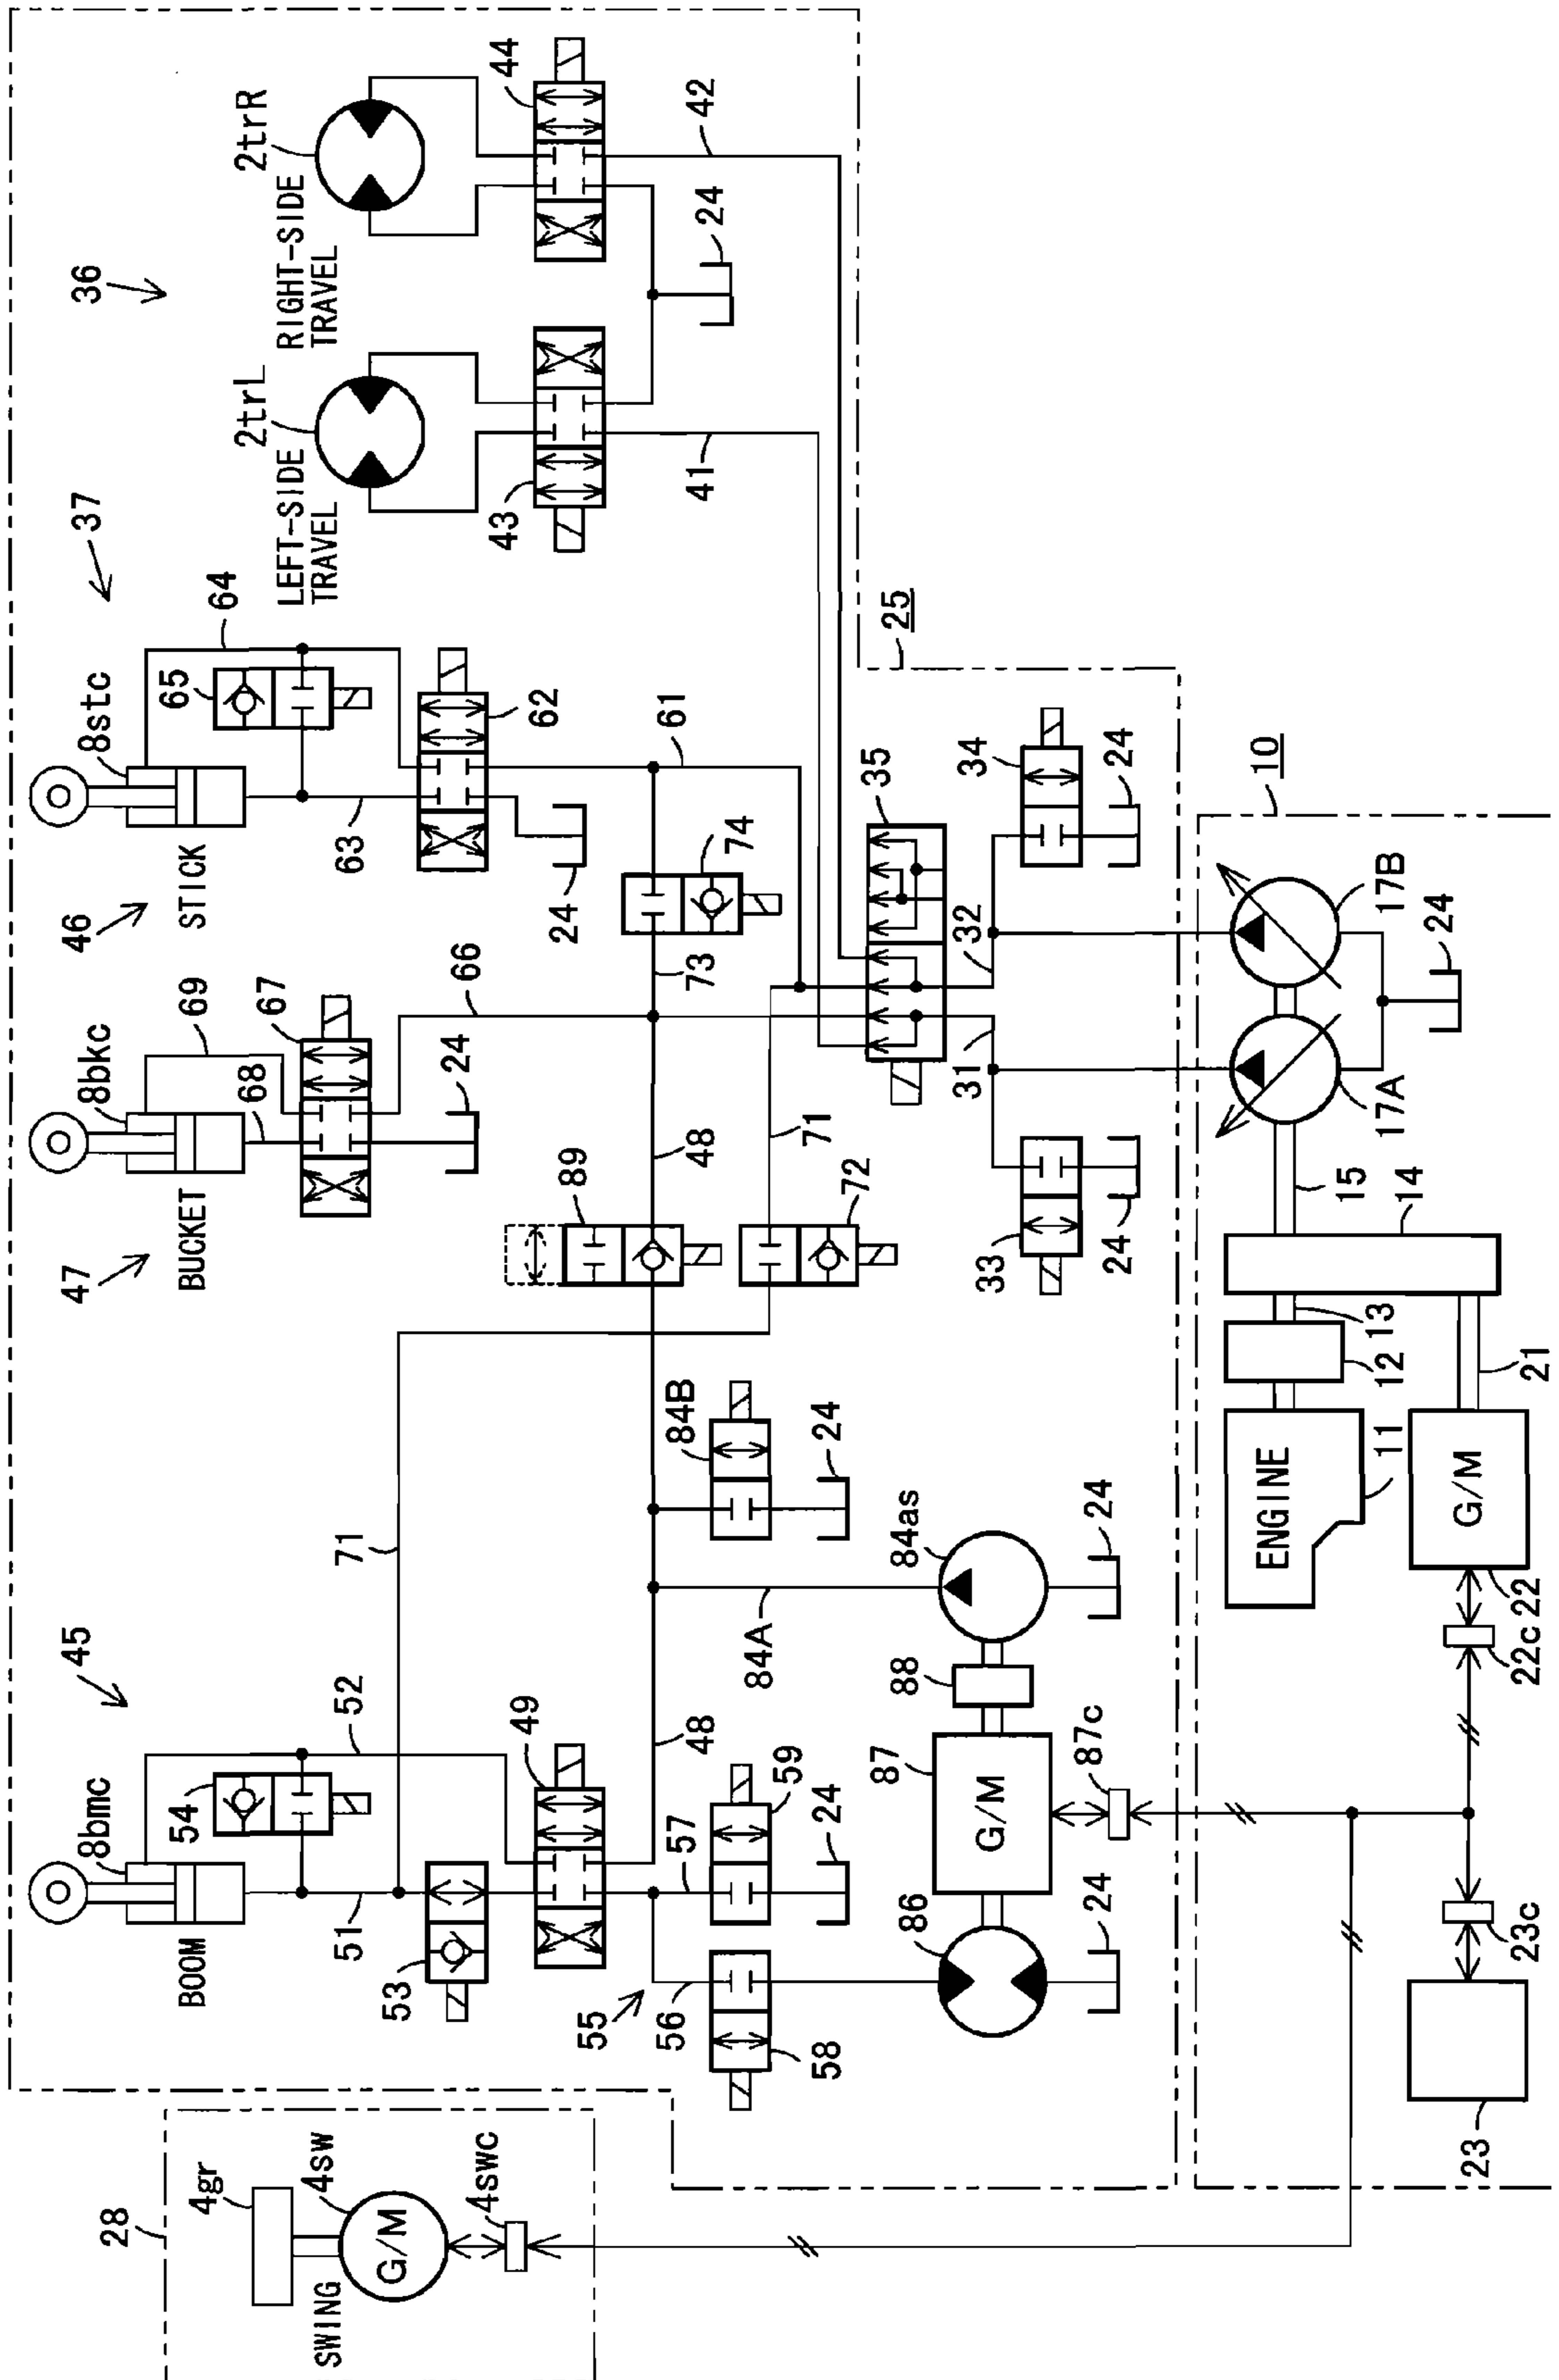 36
37
2trR
44
RIGHT-SIDE
TRAVEL
42
24
2trL
LEFT-SIDE
TRAVEL
43
41
64
8stc
65
46
STICK
63
62
24
61
74
73
25
35
34
24
32
31
33
24
69
8bkc
67
66
68
24
47
BUCKET
89
48
71
72
45
8bmc
54
52
71
BOOM
51
53
49
48
84B
24
84A
84as
24
55
56
57
59
24
58
86
24
87
G/M
88
87c
28
4gr
4sw
G/M
4swc
SWING
10
17B
17A
24
15
14
13
12
21
11
ENGINE
G/M
22
22c
23c
23